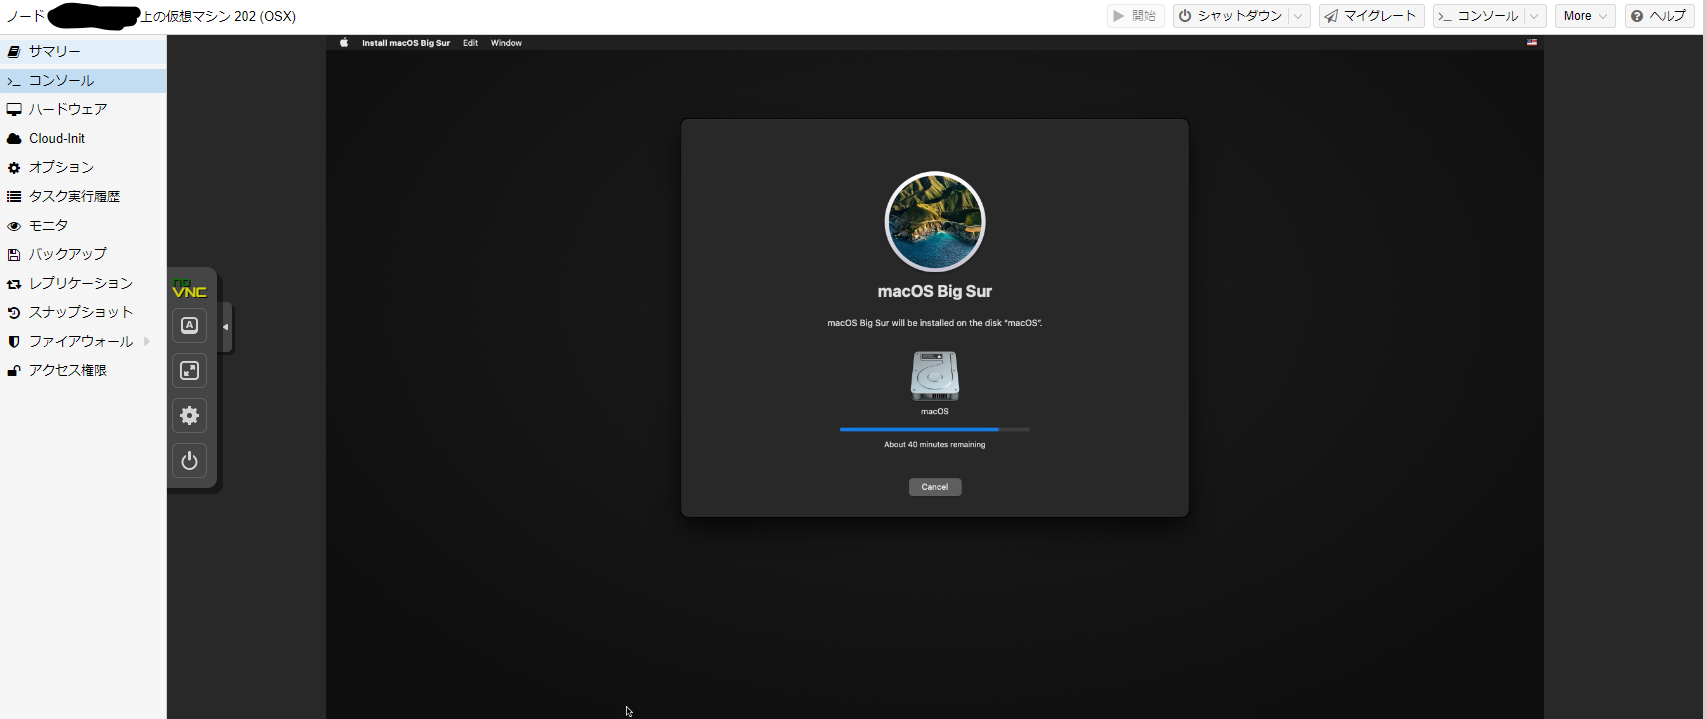 ノード 上の仮想マシン 202 (OSX)
開始 シャットダウン マイグレート コンソール More ヘルプ
サマリー
コンソール
ハードウェア
Cloud-Init
オプション
タスク実行履歴
モニタ
バックアップ
レプリケーション
スナップショット
ファイアウォール
アクセス権限
no
VNC
A
Install macOS Big Sur Edit Window
macOS Big Sur
macOS Big Sur will be installed on the disk “macOS”.
macOS
About 40 minutes remaining
Cancel